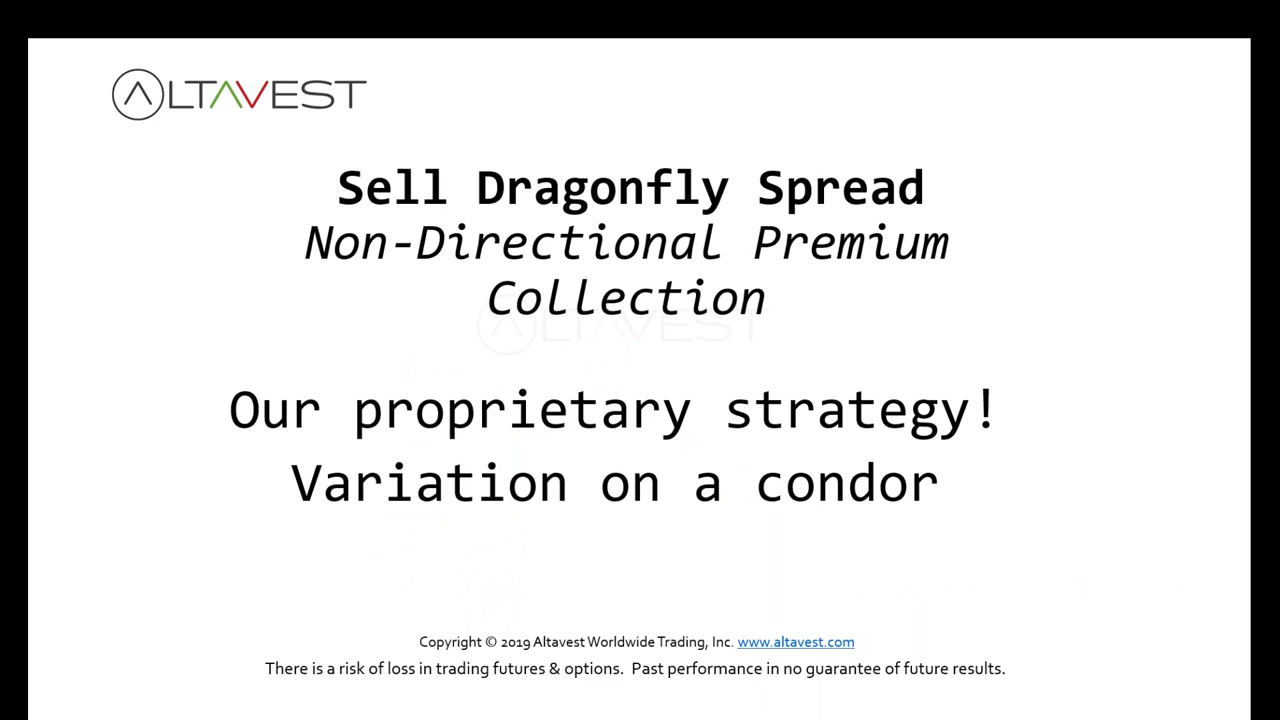 ALTAVEST
Sell Dragonfly Spread
Non-Directional Premium
Collection
ALTAVEST
Our proprietary strategy!
Variation on a condor
Copyright © 2019 Altavest Worldwide Trading, Inc. www.altavest.com
There is a risk of loss in trading futures & options. Past performance in no guarantee of future results.